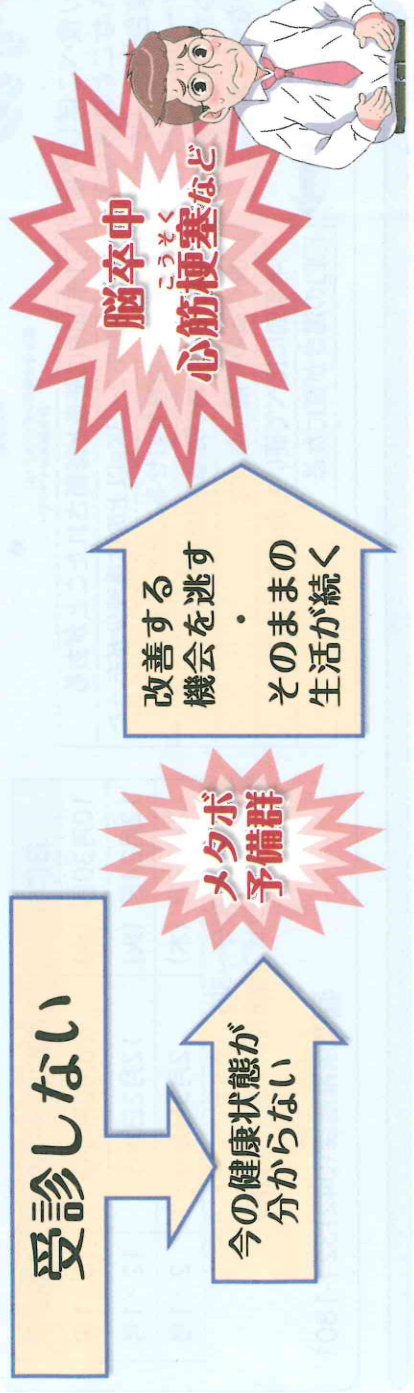 受診しない
今の健康状態が
分からない
メタボ
予備群
改善する
機会を逃す
・
そのままの
生活が続く
脳卒中
こうそく
心筋梗塞など